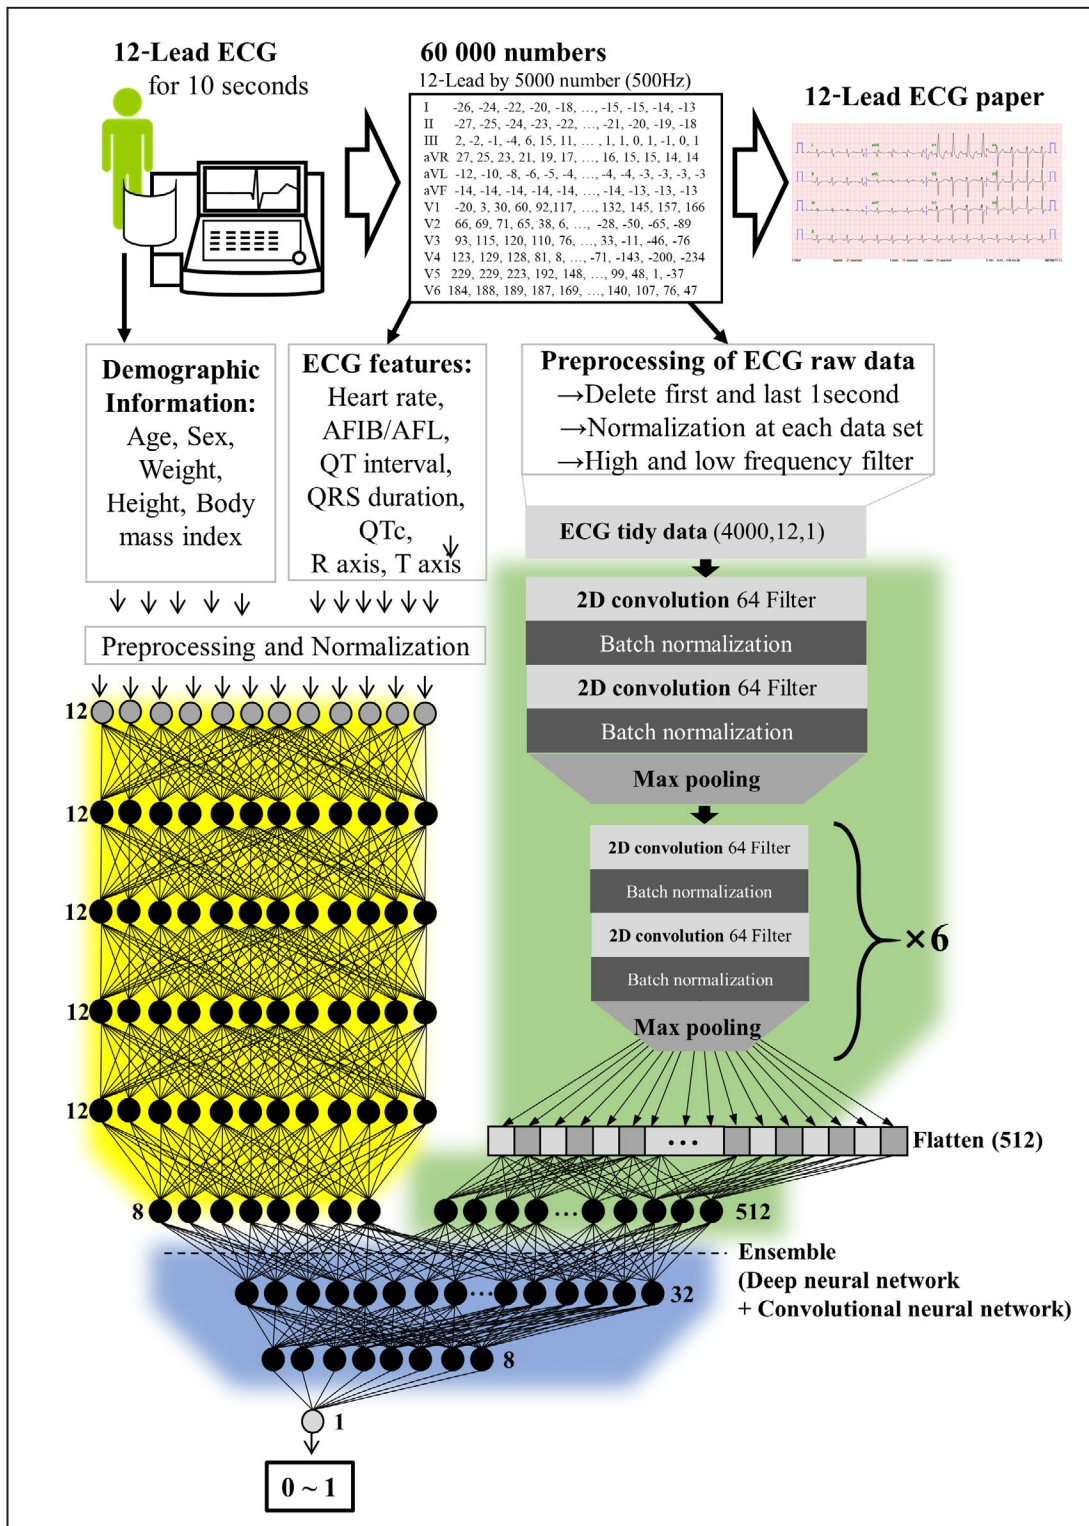 12-Lead ECG
for 10 seconds
60 000 numbers
12-Lead by 5000 number (500Hz)
I -26, -24, -22, -20, -18, ..., -15, -15, -14, -13
II -27, -25, -24, -23, -22, ..., -21, -20, -19, -18
III 2, -2, -1, -4, 6, 15, 11, ... , 1, 1, 0, 1, -1, 0, 1
aVR 27, 25, 23, 21, 19, 17, ..., 16, 15, 15, 14, 14
aVL -12, -10, -8, -6, -5, -4, ..., -4, -4, -3, -3, -3, -3
aVF -14, -14, -14, -14, -14, ..., -14, -13, -13, -13
V1 -20, 3, 30, 60, 92,117, ..., 132, 145, 157, 166
V2 66, 69, 71, 65, 38, 6, ..., -28, -50, -65, -89
V3 93, 115, 120, 110, 76, ..., 33, -11, -46, -76
V4 123, 129, 128, 81, 8, ..., -71, -143, -200, -234
V5 229, 229, 223, 192, 148, ..., 99, 48, 1, -37
V6 184, 188, 189, 187, 169, ..., 140, 107, 76, 47
12-Lead ECG paper
Demographic
Information:
Age, Sex,
Weight,
Height, Body
mass index
ECG features:
Heart rate,
AFIB/AFL,
QT interval,
QRS duration,
QTc,
R axis, T axis
Preprocessing of ECG raw data
→Delete first and last 1second
→Normalization at each data set
→High and low frequency filter
Preprocessing and Normalization
ECG tidy data (4000,12,1)
2D convolution 64 Filter
Batch normalization
2D convolution 64 Filter
Batch normalization
Max pooling
2D convolution 64 Filter
Batch normalization
2D convolution 64 Filter
Batch normalization
Max pooling
×6
12
12
12
12
12
8
Flatten (512)
...
...
512
Ensemble
(Deep neural network
+ Convolutional neural network)
...
32
8
1
0 ~ 1